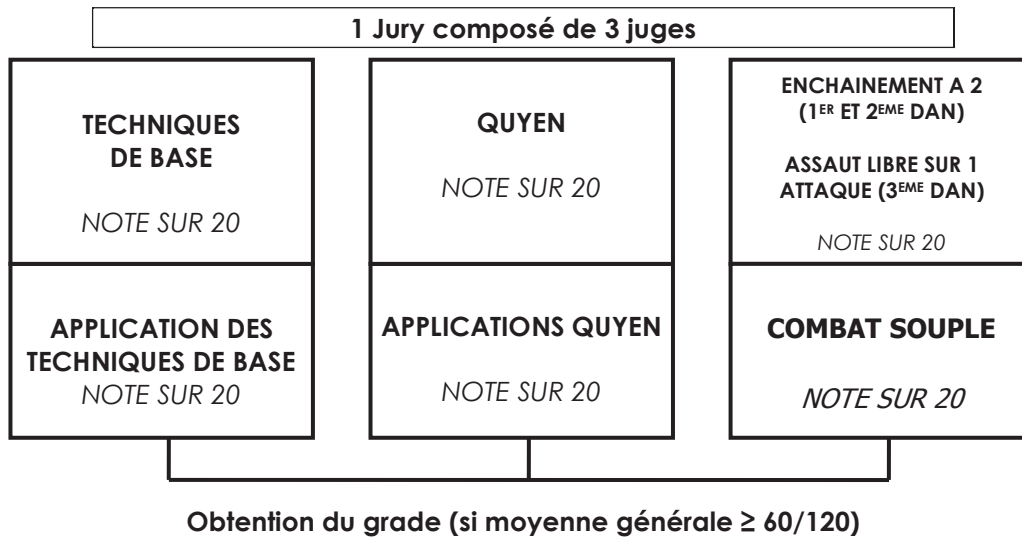 1 Jury composé de 3 juges
TECHNIQUES
DE BASE
NOTE SUR 20
APPLICATION DES
TECHNIQUES DE BASE
NOTE SUR 20
QUYEN
NOTE SUR 20
APPLICATIONS QUYEN
NOTE SUR 20
ENCHAINEMENT A 2
(1ER ET 2EME DAN)
ASSAUT LIBRE SUR 1
ATTAQUE (3EME DAN)
NOTE SUR 20
COMBAT SOUPLE
NOTE SUR 20
Obtention du grade (si moyenne générale ≥ 60/120)